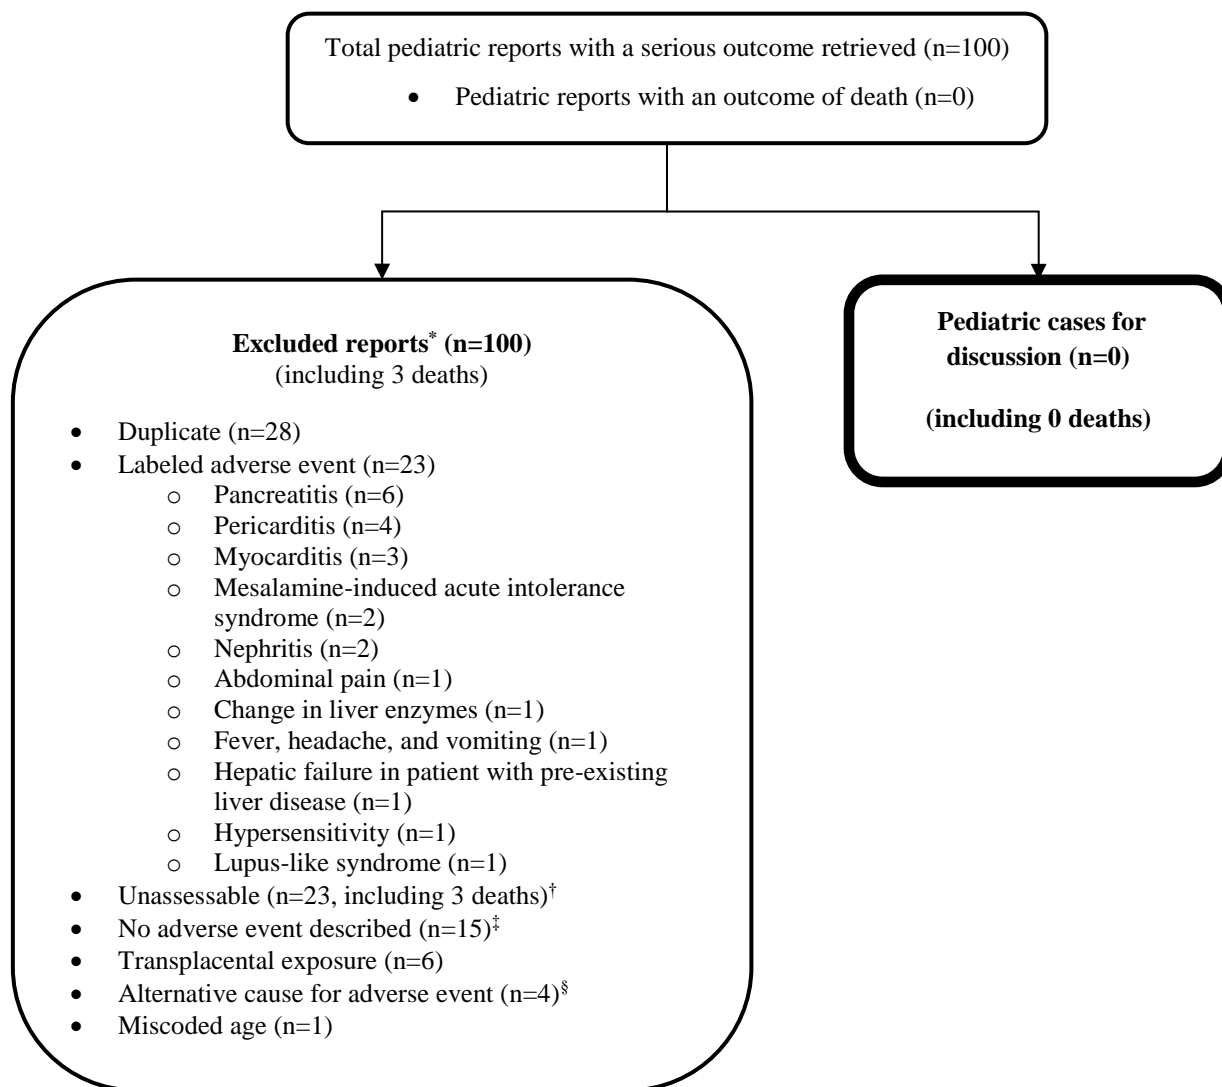 Total pediatric reports with a serious outcome retrieved (n=100)
• Pediatric reports with an outcome of death (n=0)
Excluded reports* (n=100)
(including 3 deaths)
• Duplicate (n=28)
• Labeled adverse event (n=23)
o Pancreatitis (n=6)
o Pericarditis (n=4)
o Myocarditis (n=3)
o Mesalamine-induced acute intolerance
syndrome (n=2)
o Nephritis (n=2)
o Abdominal pain (n=1)
o Change in liver enzymes (n=1)
o Fever, headache, and vomiting (n=1)
o Hepatic failure in patient with pre-existing
liver disease (n=1)
o Hypersensitivity (n=1)
o Lupus-like syndrome (n=1)
• Unassessable (n=23, including 3 deaths)†
• No adverse event described (n=15)‡
• Transplacental exposure (n=6)
• Alternative cause for adverse event (n=4)§
• Miscoded age (n=1)
Pediatric cases for
discussion (n=0)
(including 0 deaths)